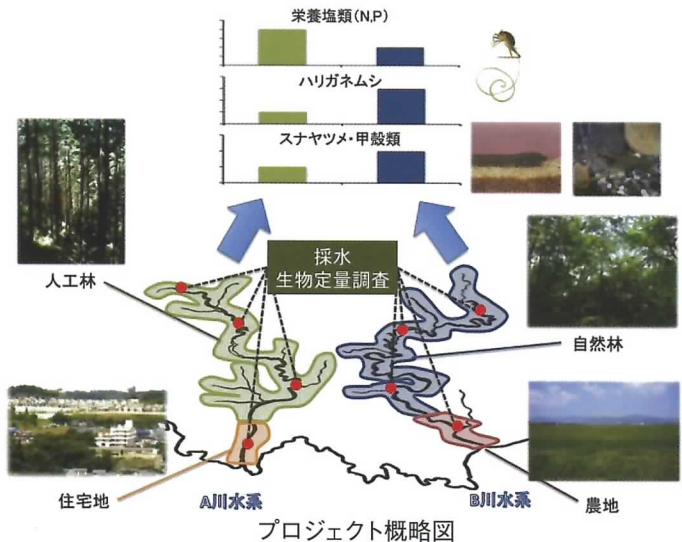 栄養塩類(N,P)
ハリガネムシ
スナヤツメ・甲殻類
採水
生物定量調査
人工林
自然林
住宅地
A川水系
B川水系
農地
プロジェクト概略図